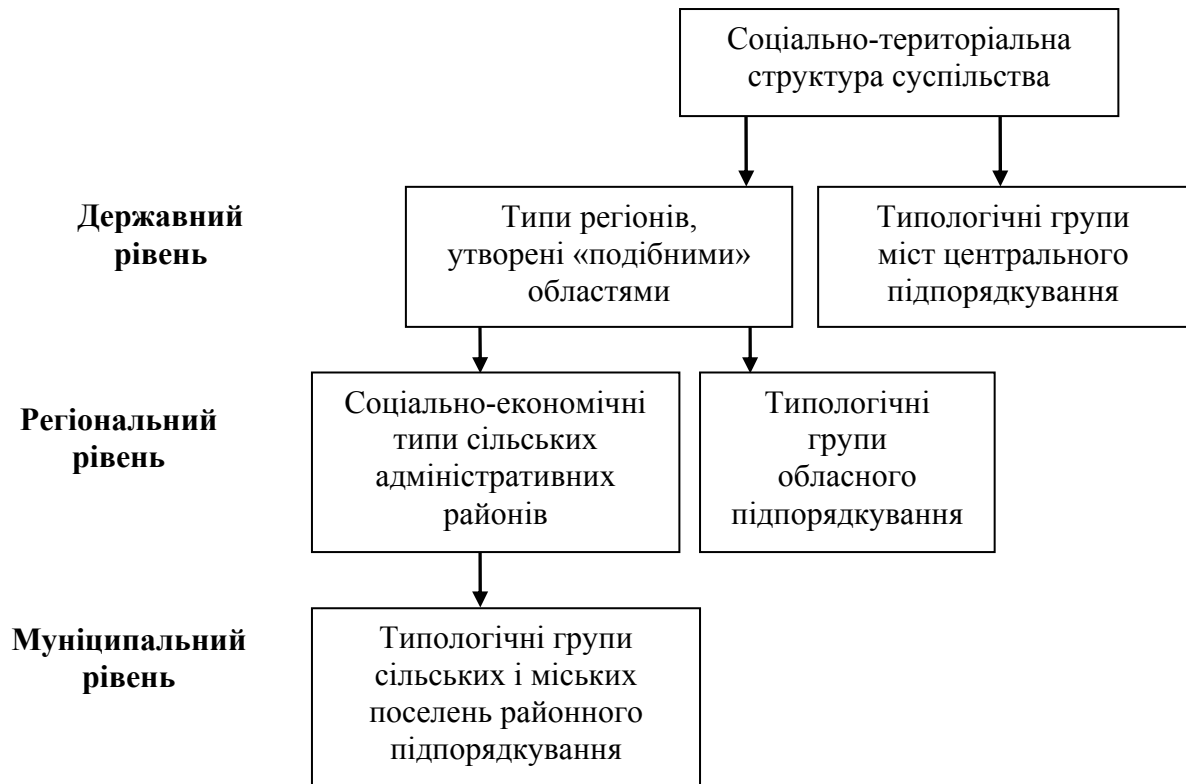 Соціально-територіальна
структура суспільства
Державний
рівень
Типи регіонів,
утворені «подібними»
областями
Типологічні групи
міст центрального
підпорядкування
Регіональний
рівень
Соціально-економічні
типи сільських
адміністративних
районів
Типологічні
групи
обласного
підпорядкування
Муніципальний
рівень
Типологічні групи
сільських і міських
поселень районного
підпорядкування